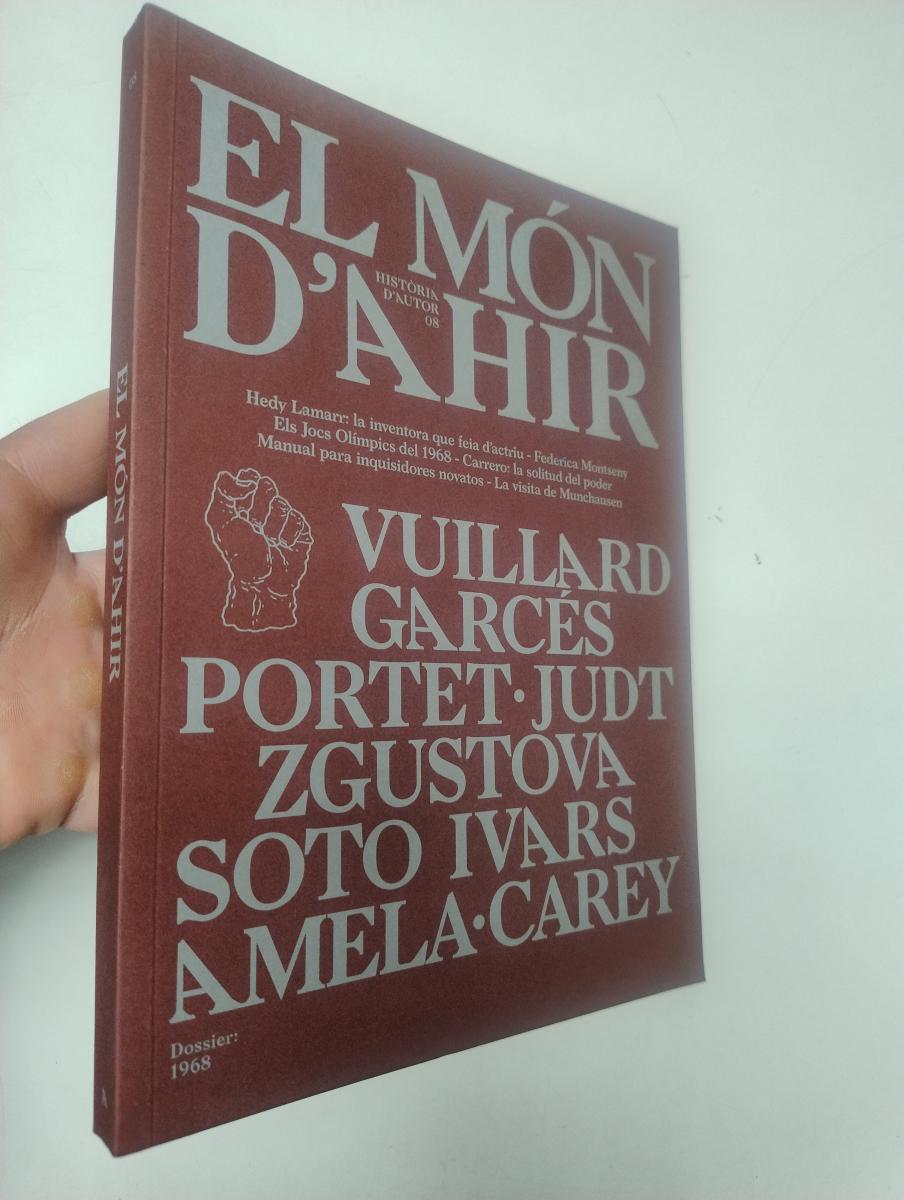 EL MÓN
D'AHIR
HISTÒRIA
D'AUTOR
08
Hedy Lamarr: la inventora que feia d'actriu - Federica Montseny
Els Jocs Olímpics del 1968 - Carrero: la solitud del poder
Manual para inquisidores novatos - La visita de Munchausen
VUILLARD
GARCÉS
PORTET·JUDT
ZGUSTOVA
SOTO IVARS
AMELA·CAREY
Dossier:
1968
08
EL MÓN D'AHIR
A